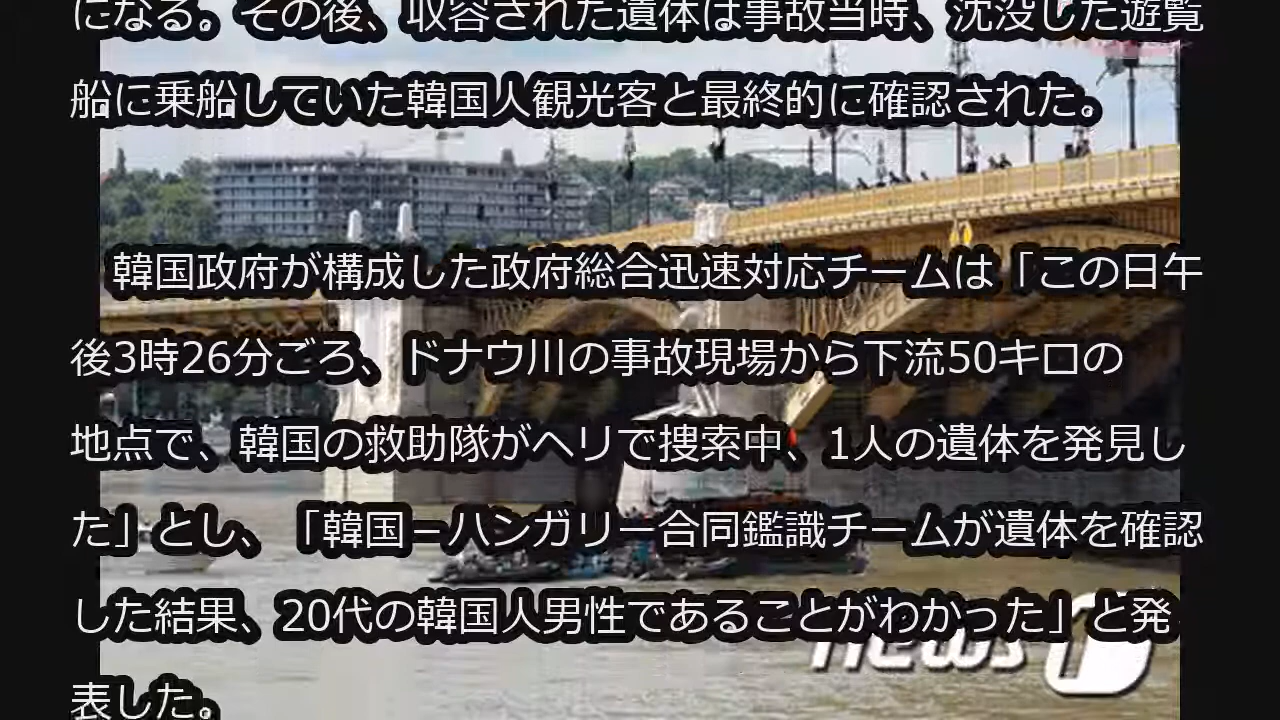 になる。その後、収容された遺体は事故当時、沈没した遊覧
船に乗船していた韓国人観光客と最終的に確認された。
韓国政府が構成した政府総合迅速対応チームは「この日午
後3時26分ごろ、ドナウ川の事故現場から下流50キロの
地点で、韓国の救助隊がヘリで捜索中、1人の遺体を発見し
た」とし、「韓国－ハンガリー合同鑑識チームが遺体を確認
した結果、20代の韓国人男性であることがわかった」と発
表した。
news1